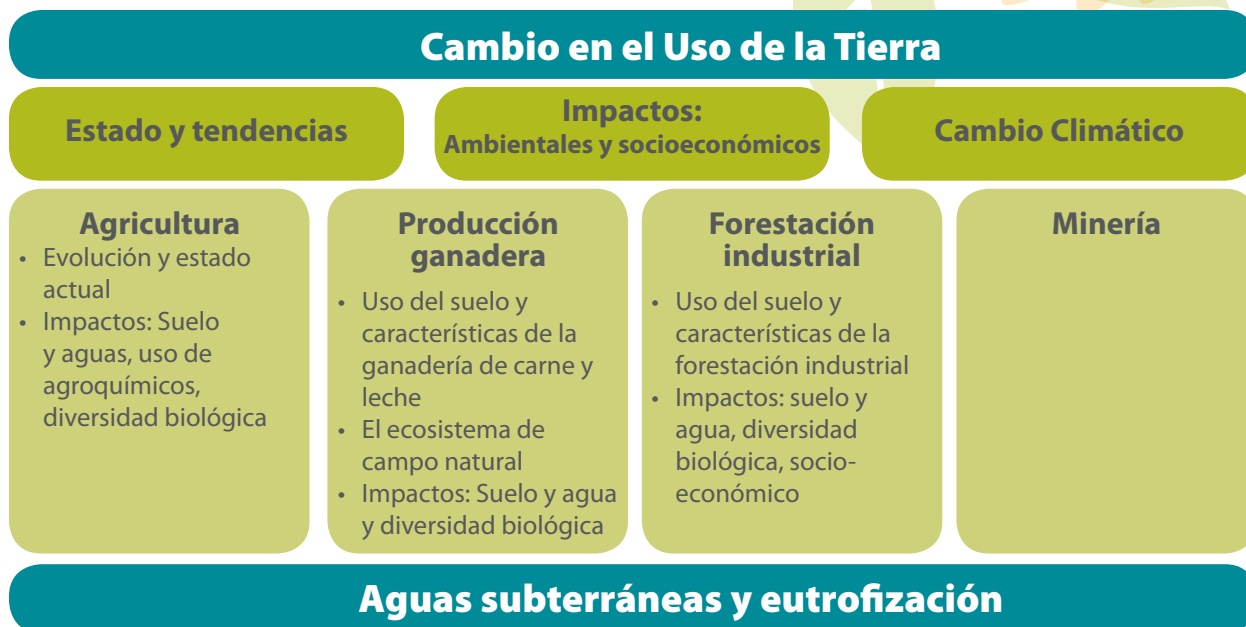 Cambio en el Uso de la Tierra
Estado y tendencias
Impactos:
Ambientales y socioeconómicos
Cambio Climático
Agricultura
• Evolución y estado
actual
• Impactos: Suelo
y aguas, uso de
agroquímicos,
diversidad biológica
Producción
ganadera
• Uso del suelo y
características de la
ganadería de carne y
leche
• El ecosistema de
campo natural
• Impactos: Suelo y agua
y diversidad biológica
Forestación
industrial
• Uso del suelo y
características de la
forestación industrial
• Impactos: suelo y
agua, diversidad
biológica, socio-
económico
Minería
Aguas subterráneas y eutrofización